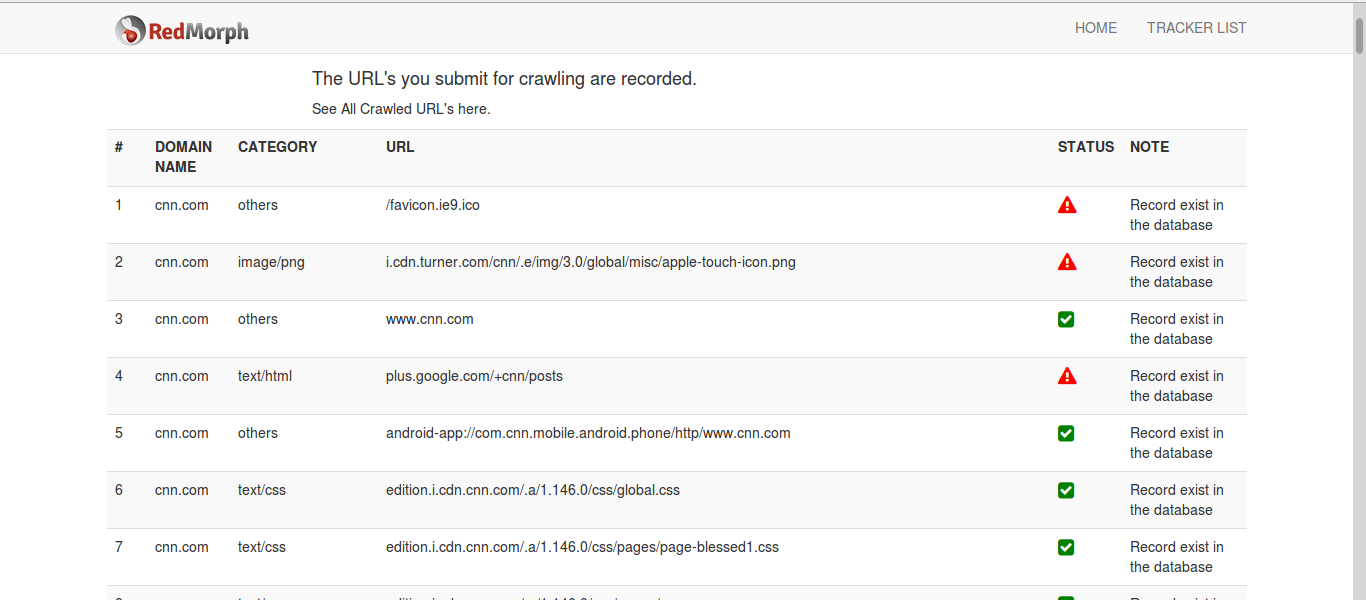 RedMorph
HOME TRACKER LIST
The URL's you submit for crawling are recorded.
See All Crawled URL's here.
# DOMAIN NAME CATEGORY URL STATUS NOTE
1 cnn.com others /favicon.ie9.ico Record exist in the database
2 cnn.com image/png i.cdn.turner.com/cnn/.e/img/3.0/global/misc/apple-touch-icon.png Record exist in the database
3 cnn.com others www.cnn.com Record exist in the database
4 cnn.com text/html plus.google.com/+cnn/posts Record exist in the database
5 cnn.com others android-app://com.cnn.mobile.android.phone/http/www.cnn.com Record exist in the database
6 cnn.com text/css edition.i.cdn.cnn.com/.a/1.146.0/css/global.css Record exist in the database
7 cnn.com text/css edition.i.cdn.cnn.com/.a/1.146.0/css/pages/page-blessed1.css Record exist in the database